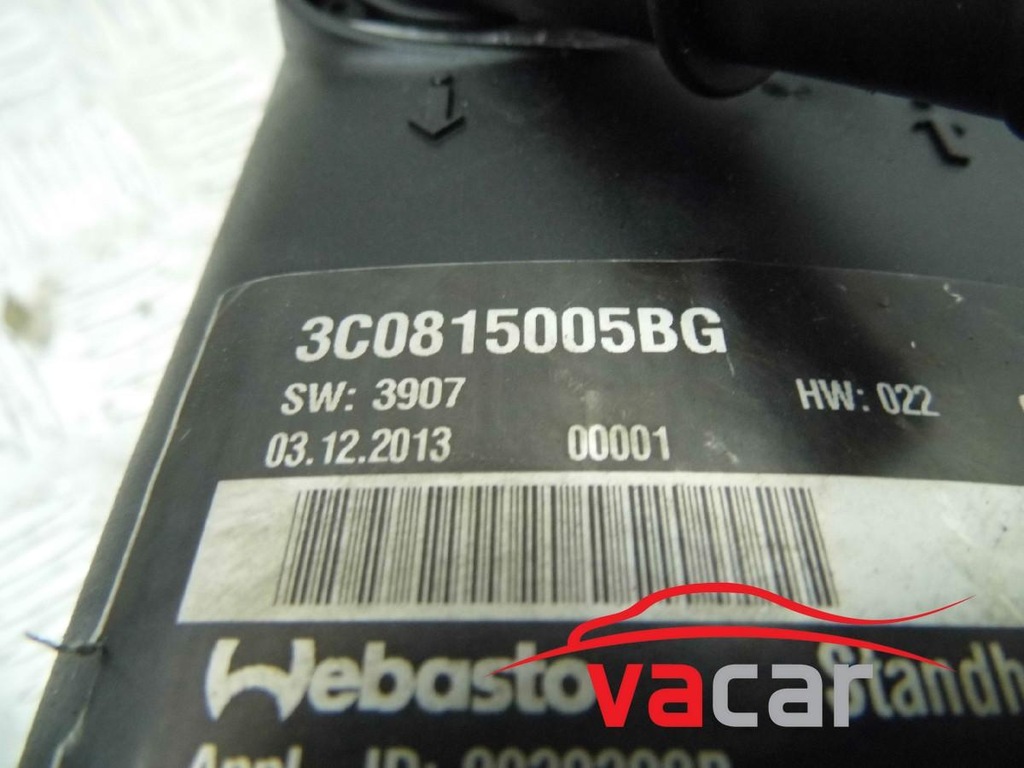 3C0815005BG
SW: 3907 HW: 022
03.12.2013 00001
Webasto
vacar